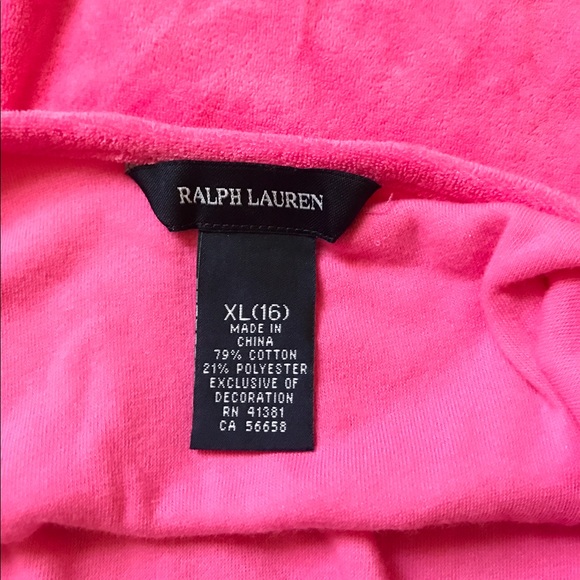 RALPH LAUREN
XL(16)
MADE IN
CHINA
79% COTTON
21% POLYESTER
EXCLUSIVE OF
DECORATION
RN 41381
CA 56658